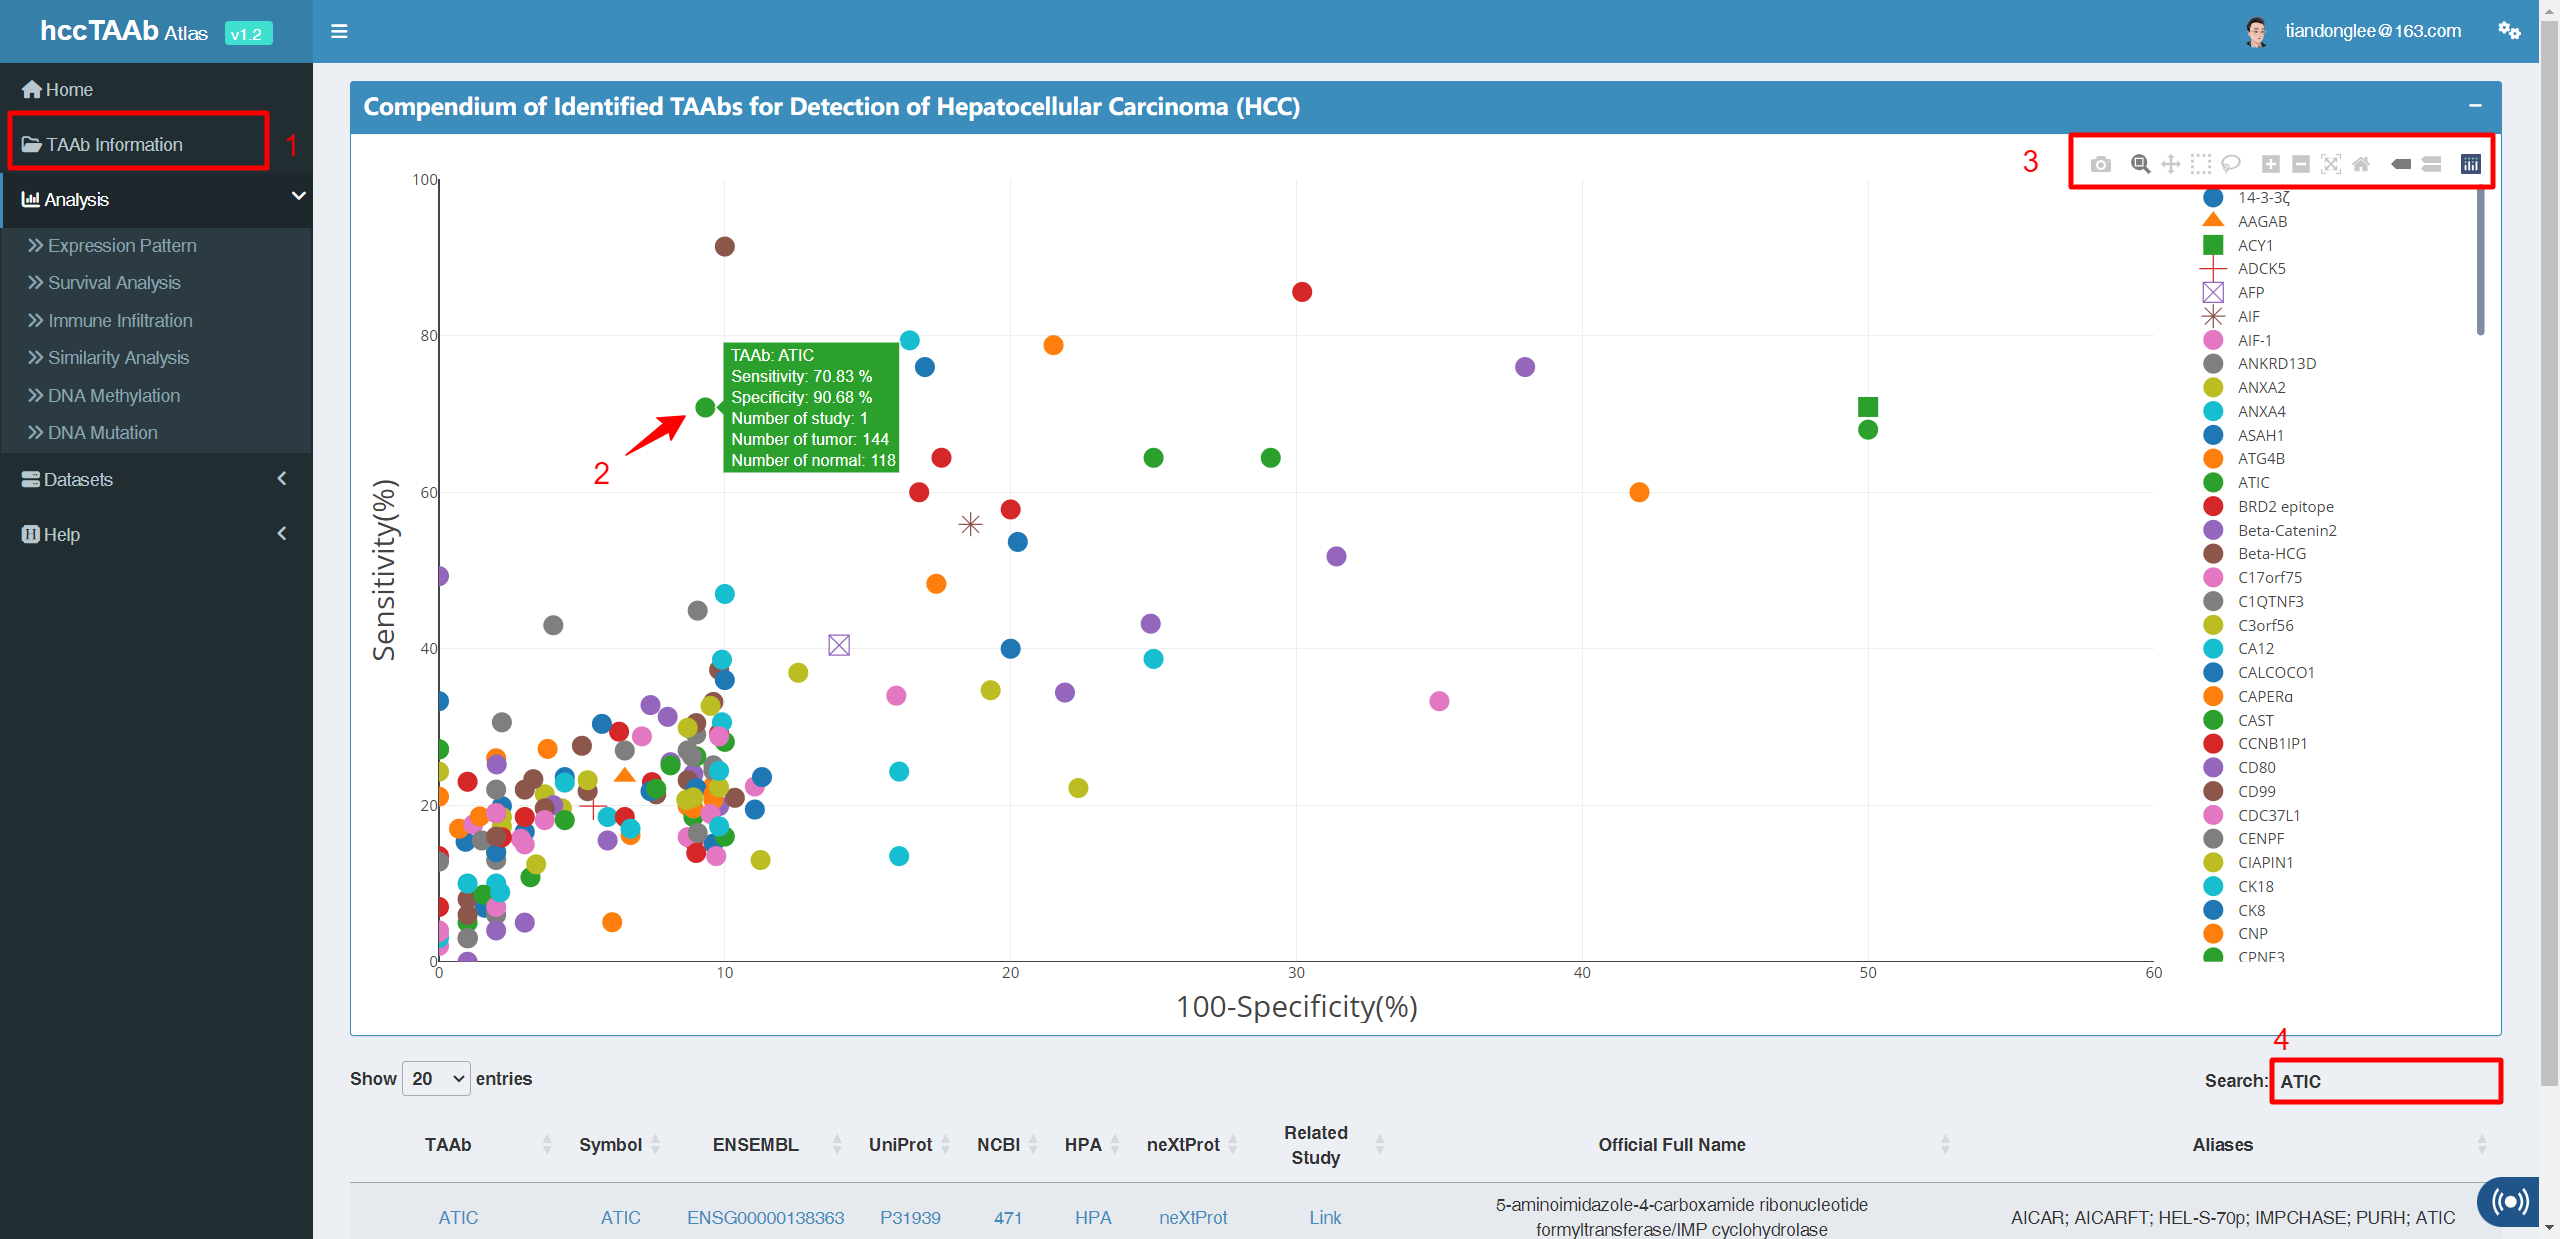 hccTAAb Atlas v1.2
tiandonglee@163.com
Home
TAAb Information
1
Analysis
Expression Pattern
Survival Analysis
Immune Infiltration
Similarity Analysis
DNA Methylation
DNA Mutation
Datasets
Help
Compendium of Identified TAAbs for Detection of Hepatocellular Carcinoma (HCC)
3
Sensitivity(%)
100
80
60
40
20
0
0
10
20
30
40
50
60
100-Specificity(%)
TAAb: ATIC
Sensitivity: 70.83 %
Specificity: 90.68 %
Number of study: 1
Number of tumor: 144
Number of normal: 118
2
14-3-3ζ
AAGAB
ACY1
ADCK5
AFP
AIF
AIF-1
ANKRD13D
ANXA2
ANXA4
ASAH1
ATG4B
ATIC
BRD2 epitope
Beta-Catenin2
Beta-HCG
C17orf75
C1QTNF3
C3orf56
CA12
CALCOCO1
CAPERα
CAST
CCNB1IP1
CD80
CD99
CDC37L1
CENPF
CIAPIN1
CK18
CK8
CNP
CPNE3
4
Show 20 entries
Search: ATIC
TAAb Symbol ENSEMBL UniProt NCBI HPA neXtProt Related Study Official Full Name Aliases
ATIC ATIC ENSG00000138363 P31939 471 HPA neXtProt Link
5-aminoimidazole-4-carboxamide ribonucleotide
formyltransferase/IMP cyclohydrolase
AICAR; AICARFT; HEL-S-70p; IMPCHASE; PURH; ATIC